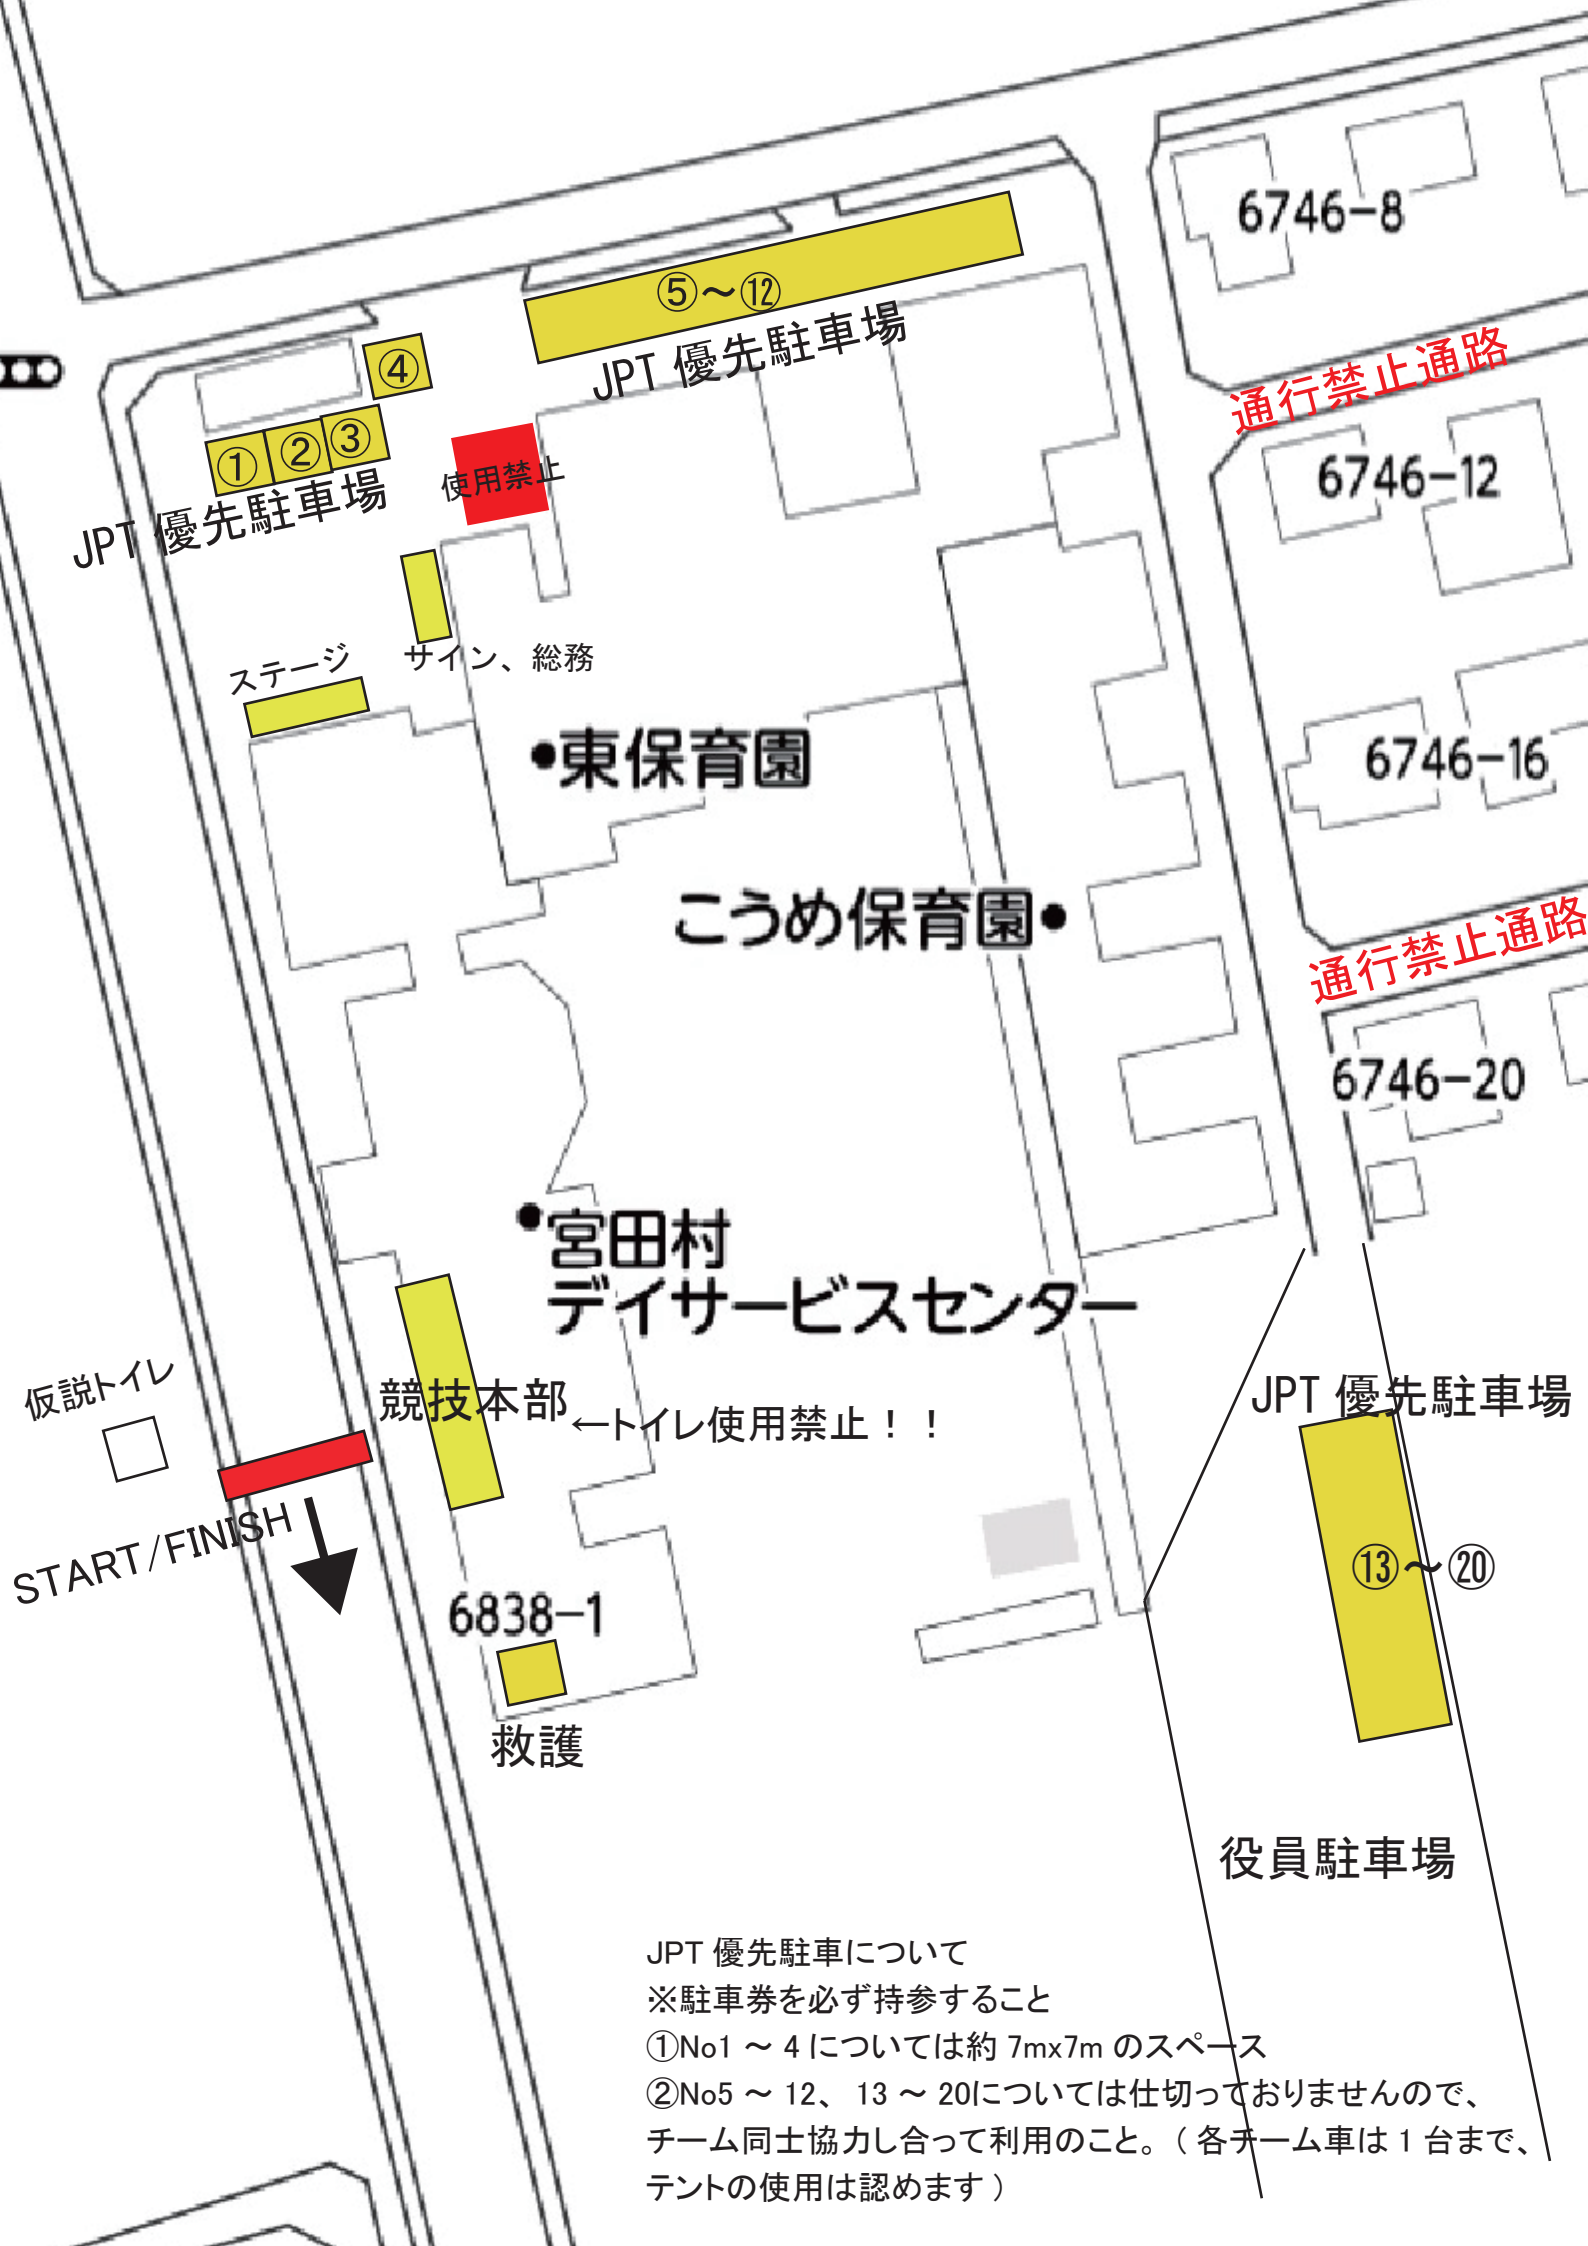 6746-8
⑤～⑫
JPT 優先駐車場
通行禁止通路
④
①
②
③
JPT 優先駐車場
使用禁止
6746-12
サイン、総務
ステージ
東保育園
6746-16
こうめ保育園
通行禁止通路
6746-20
宮田村
デイサービスセンター
仮説トイレ
競技本部
←トイレ使用禁止！！
JPT 優先駐車場
START/FINISH
⑬～⑳
6838-1
救護
役員駐車場
JPT 優先駐車について
※駐車券を必ず持参すること
①No1 ～ 4 については約 7mx7m のスペース
②No5 ～ 12、 13 ～ 20については仕切っておりませんので、
チーム同士協力し合って利用のこと。（ 各チーム車は 1 台まで、
テントの使用は認めます ）